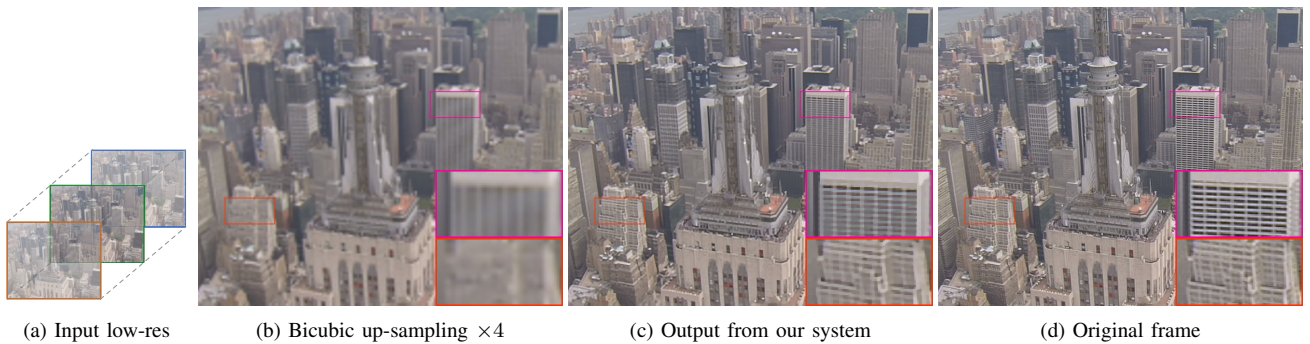 (a) Input low-res
(b) Bicubic up-sampling ×4
(c) Output from our system
(d) Original frame